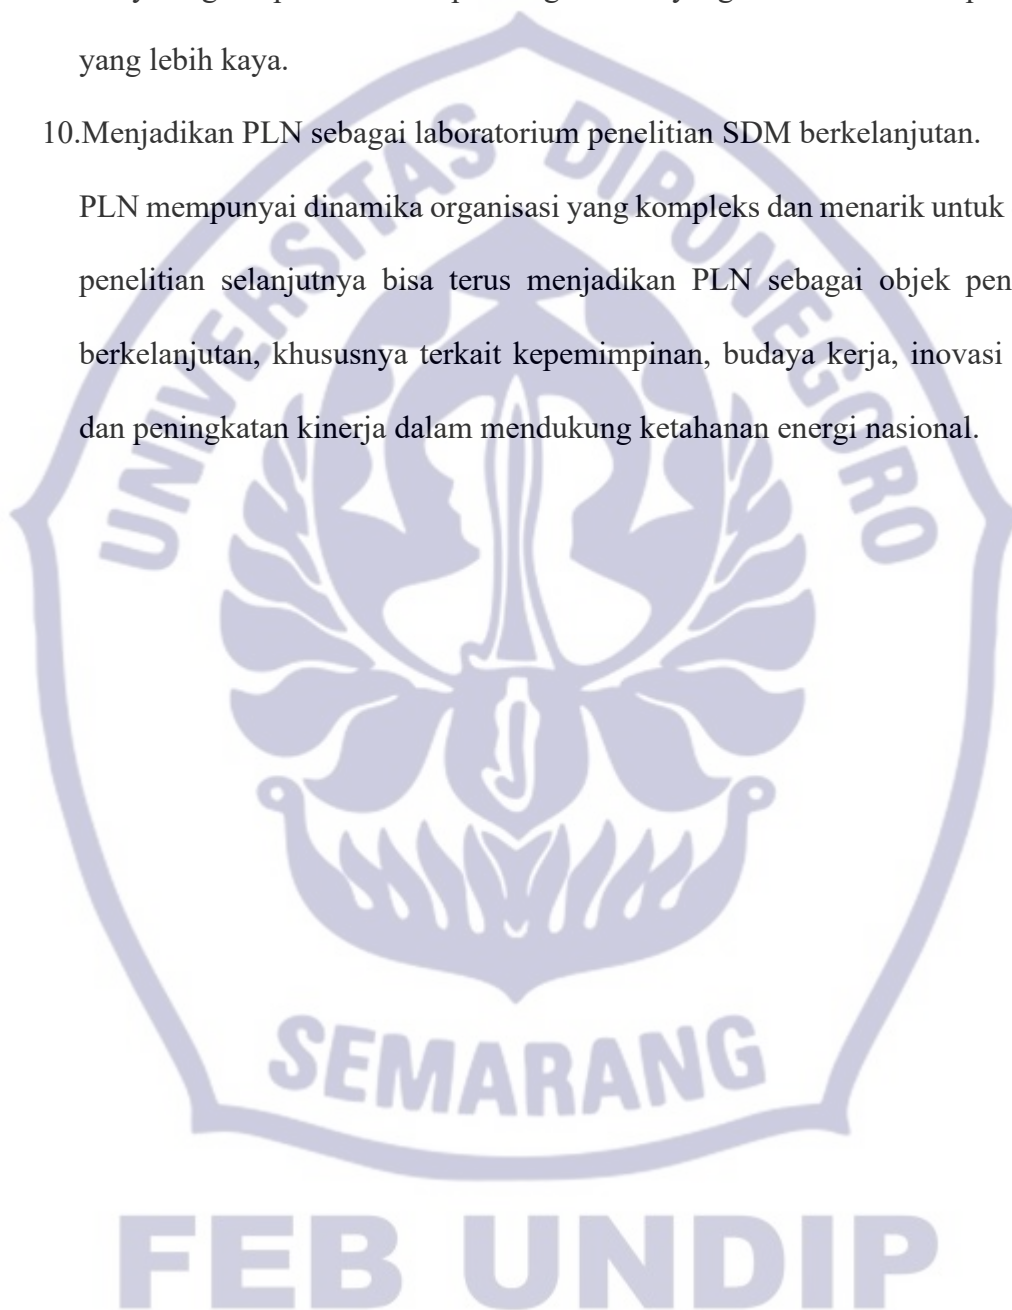 yang lebih kaya.
10.Menjadikan PLN sebagai laboratorium penelitian SDM berkelanjutan.
PLN mempunyai dinamika organisasi yang kompleks dan menarik untuk
penelitian selanjutnya bisa terus menjadikan PLN sebagai objek pen
berkelanjutan, khususnya terkait kepemimpinan, budaya kerja, inovasi
dan peningkatan kinerja dalam mendukung ketahanan energi nasional.
UNIVERSITAS DIPONEGORO
SEMARANG
FEB UNDIP